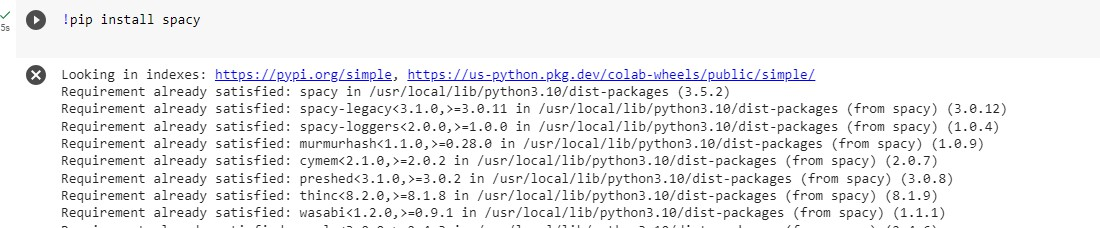 5s
!pip install spacy
Looking in indexes: https://pypi.org/simple, https://us-python.pkg.dev/colab-wheels/public/simple/
Requirement already satisfied: spacy in /usr/local/lib/python3.10/dist-packages (3.5.2)
Requirement already satisfied: spacy-legacy<3.1.0,>=3.0.11 in /usr/local/lib/python3.10/dist-packages (from spacy) (3.0.12)
Requirement already satisfied: spacy-loggers<2.0.0,>=1.0.0 in /usr/local/lib/python3.10/dist-packages (from spacy) (1.0.4)
Requirement already satisfied: murmurhash<1.1.0,>=0.28.0 in /usr/local/lib/python3.10/dist-packages (from spacy) (1.0.9)
Requirement already satisfied: cymem<2.1.0,>=2.0.2 in /usr/local/lib/python3.10/dist-packages (from spacy) (2.0.7)
Requirement already satisfied: preshed<3.1.0,>=3.0.2 in /usr/local/lib/python3.10/dist-packages (from spacy) (3.0.8)
Requirement already satisfied: thinc<8.2.0,>=8.1.8 in /usr/local/lib/python3.10/dist-packages (from spacy) (8.1.9)
Requirement already satisfied: wasabi<1.2.0,>=0.9.1 in /usr/local/lib/python3.10/dist-packages (from spacy) (1.1.1)